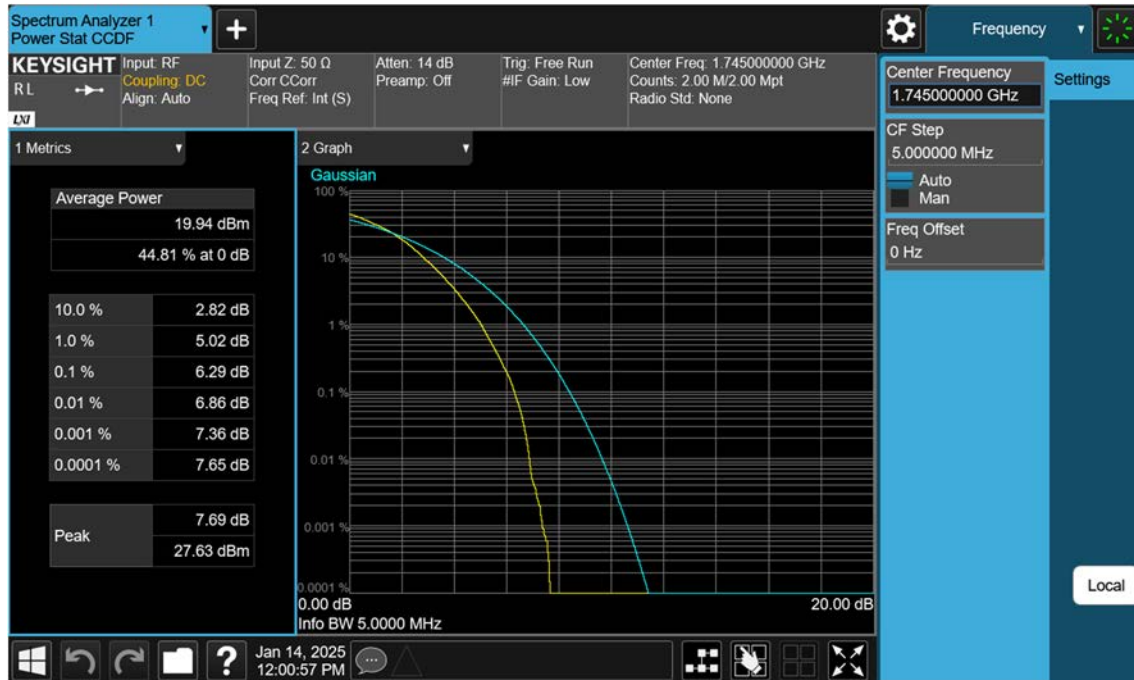 Spectrum Analyzer 1
Power Stat CCDF
Frequency
KEYSIGHT
R L
LXI
Input: RF
Coupling: DC
Align: Auto
Input Z: 50 Ω
Corr CCorr
Freq Ref: Int (S)
Atten: 14 dB
Preamp: Off
Trig: Free Run
#IF Gain: Low
Center Freq: 1.745000000 GHz
Counts: 2.00 M/2.00 Mpt
Radio Std: None
Center Frequency
1.745000000 GHz
Settings
CF Step
5.000000 MHz
Auto
Man
Freq Offset
0 Hz
1 Metrics
Average Power
19.94 dBm
44.81 % at 0 dB
10.0 % 2.82 dB
1.0 % 5.02 dB
0.1 % 6.29 dB
0.01 % 6.86 dB
0.001 % 7.36 dB
0.0001 % 7.65 dB
Peak
7.69 dB
27.63 dBm
2 Graph
Gaussian
100 %
10 %
1 %
0.1 %
0.01 %
0.001 %
0.0001 %
0.00 dB 20.00 dB
Info BW 5.0000 MHz
Local
?
Jan 14, 2025
12:00:57 PM